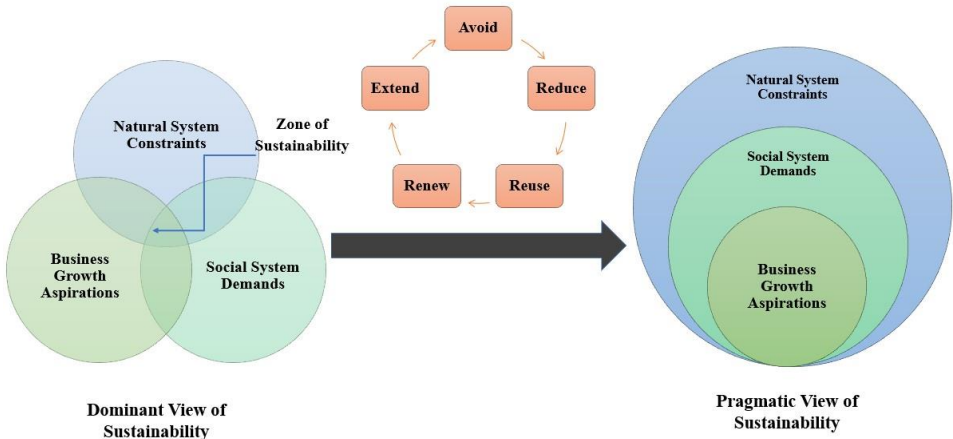 Natural System
Constraints
Zone of
Sustainability
Business
Growth
Aspirations
Social System
Demands
Dominant View of
Sustainability
Avoid
Reduce
Reuse
Renew
Extend
Natural System
Constraints
Social System
Demands
Business
Growth
Aspirations
Pragmatic View of
Sustainability